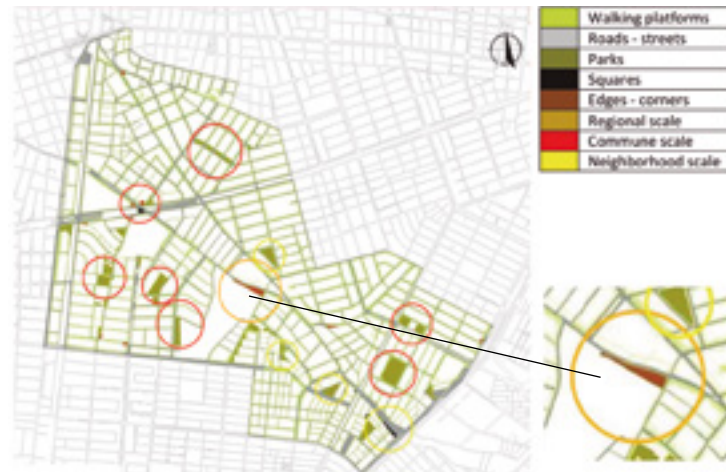 Walking platforms
Roads - streets
Parks
Squares
Edges - corners
Regional scale
Commune scale
Neighborhood scale